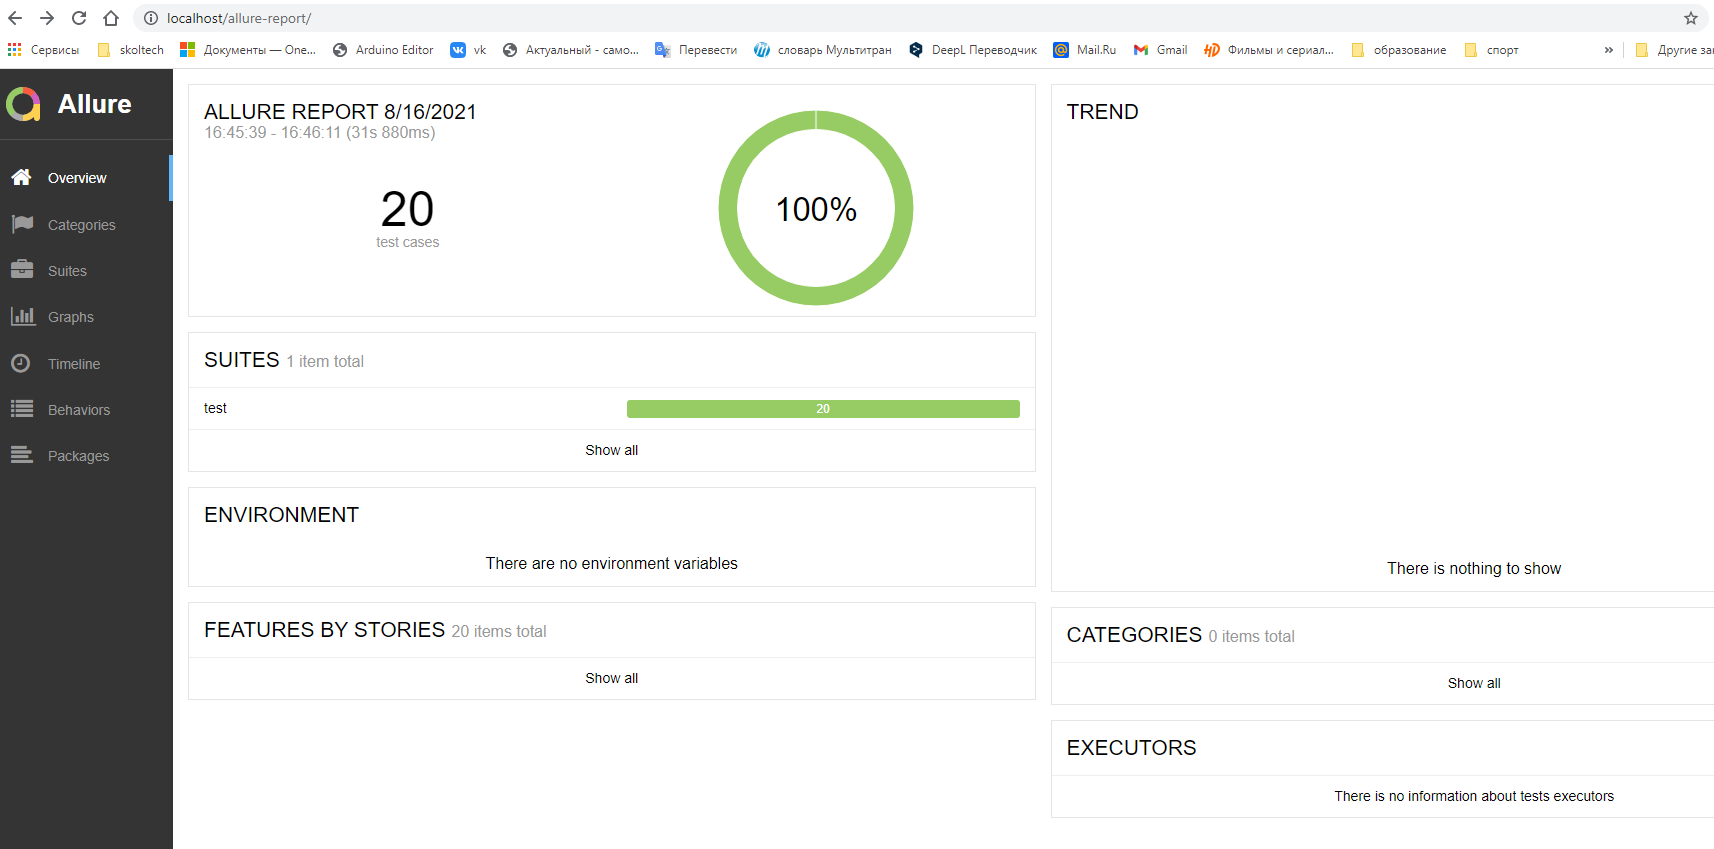 localhost/allure-report/
Сервисы
skoltech
Документы — One...
Arduino Editor
vk
Актуальный - само...
Перевести
словарь Мультитран
DeepL Переводчик
Mail.Ru
Gmail
Фильмы и сериал...
образование
спорт
»
Другие за
Allure
Overview
Categories
Suites
Graphs
Timeline
Behaviors
Packages
ALLURE REPORT 8/16/2021
16:45:39 - 16:46:11 (31s 880ms)
20
test cases
100%
SUITES 1 item total
test
20
Show all
ENVIRONMENT
There are no environment variables
FEATURES BY STORIES 20 items total
Show all
TREND
There is nothing to show
CATEGORIES 0 items total
Show all
EXECUTORS
There is no information about tests executors